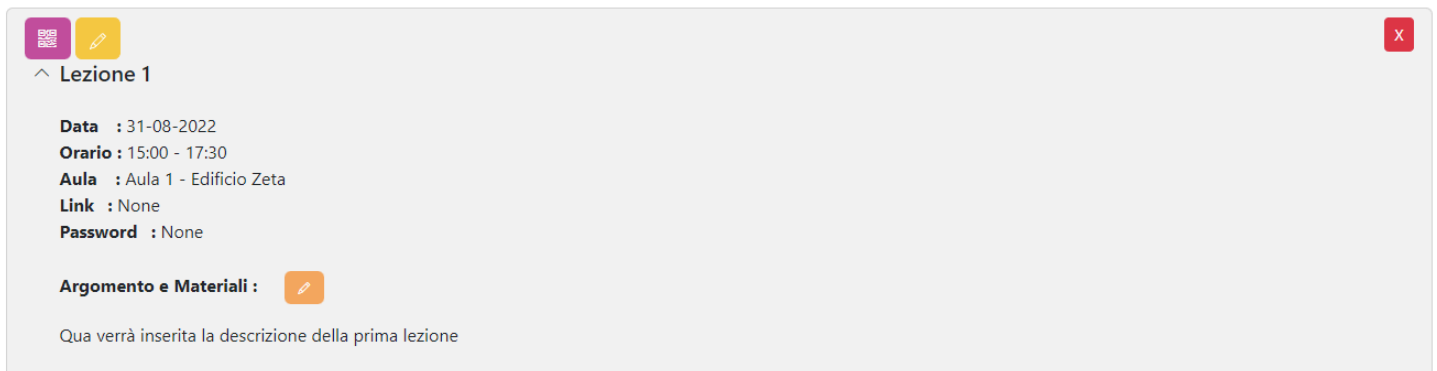 X
Lezione 1
Data : 31-08-2022
Orario : 15:00 - 17:30
Aula : Aula 1 - Edificio Zeta
Link : None
Password : None
Argomento e Materiali :
Qua verrà inserita la descrizione della prima lezione